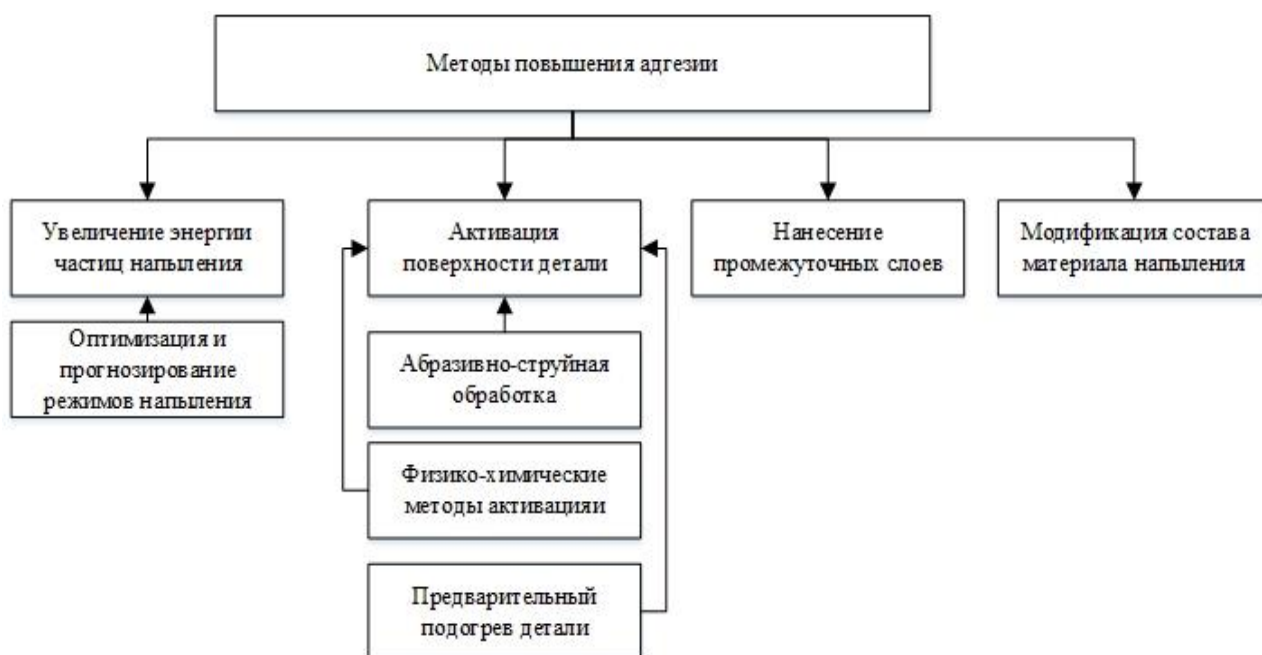 Методы повышения адгезии
Увеличение энергии
частиц напыления
Активация
поверхности детали
Нанесение
промежуточных слоев
Модификация состава
материала напыления
Оптимизация и
прогнозирование
режимов напыления
Абразивно-струйная
обработка
Физико-химические
методы активацияи
Предварительный
подогрев детали